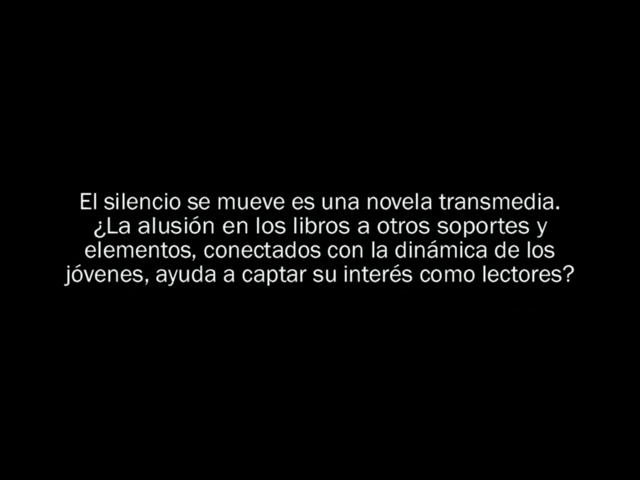 El silencio se mueve es una novela transmedia.
¿La alusión en los libros a otros soportes y
elementos, conectados con la dinámica de los
jóvenes, ayuda a captar su interés como lectores?